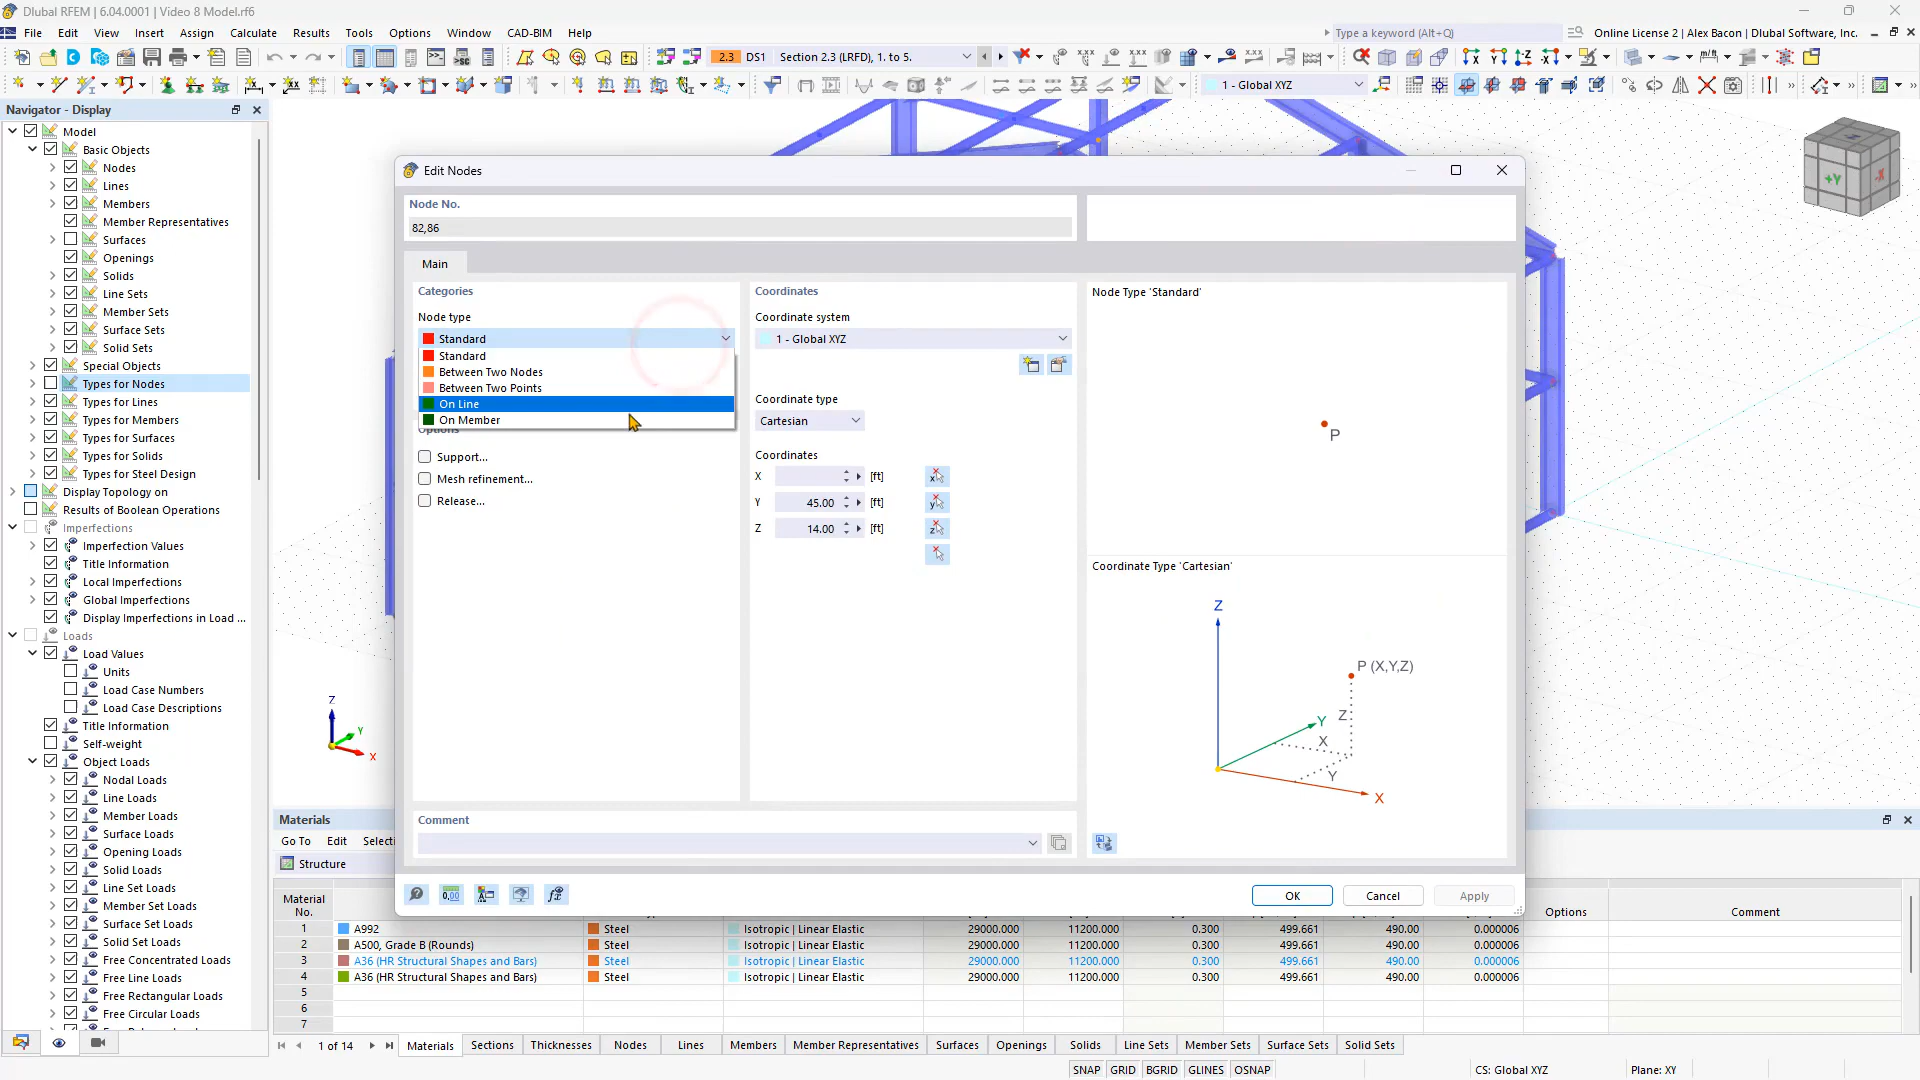 Dlubal RFEM | 6.04.0001 | Video 8 Model.rf6
File Edit View Insert Assign Calculate Results Tools Options Window CAD-BIM Help
Type a keyword (Alt+Q)
Online License 2 | Alex Bacon | Dlubal Software, Inc.
2.3 DS1 Section 2.3 (LRFD), 1. to 5.
1 - Global XYZ
Navigator - Display
Model
Basic Objects
Nodes
Lines
Members
Member Representatives
Surfaces
Openings
Solids
Line Sets
Member Sets
Surface Sets
Solid Sets
Special Objects
Types for Nodes
Types for Lines
Types for Members
Types for Surfaces
Types for Solids
Types for Steel Design
Display Topology on
Results of Boolean Operations
Imperfections
Imperfection Values
Title Information
Local Imperfections
Global Imperfections
Display Imperfections in Load ...
Loads
Load Values
Units
Load Case Numbers
Load Case Descriptions
Title Information
Self-weight
Object Loads
Nodal Loads
Line Loads
Member Loads
Surface Loads
Opening Loads
Solid Loads
Line Set Loads
Member Set Loads
Surface Set Loads
Solid Set Loads
Free Concentrated Loads
Free Line Loads
Free Rectangular Loads
Free Circular Loads
+Y -X
Z
Y
X
Edit Nodes
Node No.
82,86
Main
Categories
Node type
Standard
Standard
Between Two Nodes
Between Two Points
On Line
On Member
Options
Support...
Mesh refinement...
Release...
Coordinates
Coordinate system
1 - Global XYZ
Coordinate type
Cartesian
Coordinates
X [ft]
Y 45.00 [ft]
Z 14.00 [ft]
Node Type 'Standard'
P
Coordinate Type 'Cartesian'
Z
P (X,Y,Z)
Y
Z
X
Y
X
Comment
OK Cancel Apply
Materials
Go To Edit Selecti
Structure
Material
No.
Options Comment
1 A992 Steel Isotropic | Linear Elastic 29000.000 11200.000 0.300 499.661 490.00 0.000006
2 A500, Grade B (Rounds) Steel Isotropic | Linear Elastic 29000.000 11200.000 0.300 499.661 490.00 0.000006
3 A36 (HR Structural Shapes and Bars) Steel Isotropic | Linear Elastic 29000.000 11200.000 0.300 499.661 490.00 0.000006
4 A36 (HR Structural Shapes and Bars) Steel Isotropic | Linear Elastic 29000.000 11200.000 0.300 499.661 490.00 0.000006
5
6
7
1 of 14 Materials Sections Thicknesses Nodes Lines Members Member Representatives Surfaces Openings Solids Line Sets Member Sets Surface Sets Solid Sets
SNAP GRID BGRID GLINES OSNAP CS: Global XYZ Plane: XY